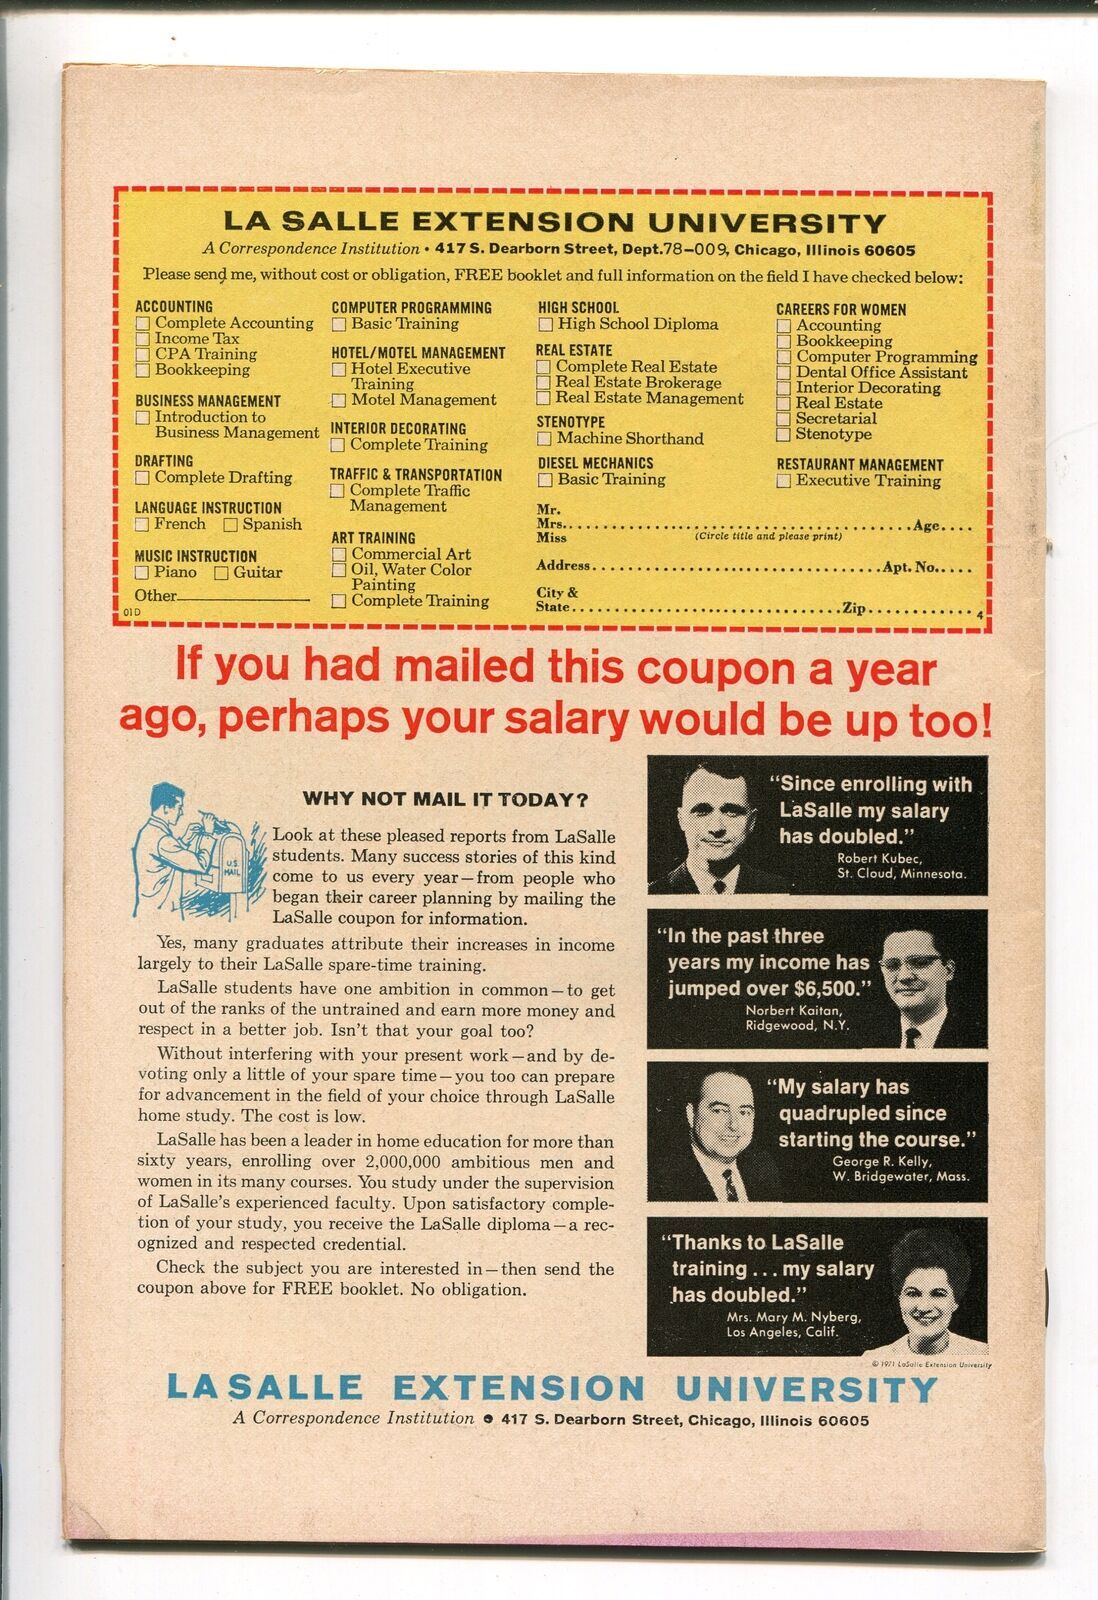 LA SALLE EXTENSION UNIVERSITY
A Correspondence Institution • 417 S. Dearborn Street, Dept.78-009, Chicago, Illinois 60605
Please send me, without cost or obligation, FREE booklet and full information on the field I have checked below:
ACCOUNTING
Complete Accounting
Income Tax
CPA Training
Bookkeeping
BUSINESS MANAGEMENT
Introduction to
Business Management
DRAFTING
Complete Drafting
LANGUAGE INSTRUCTION
French Spanish
MUSIC INSTRUCTION
Piano Guitar
Other
01D
COMPUTER PROGRAMMING
Basic Training
HOTEL/MOTEL MANAGEMENT
Hotel Executive
Training
Motel Management
INTERIOR DECORATING
Complete Training
TRAFFIC & TRANSPORTATION
Complete Traffic
Management
ART TRAINING
Commercial Art
Oil, Water Color
Painting
Complete Training
HIGH SCHOOL
High School Diploma
REAL ESTATE
Complete Real Estate
Real Estate Brokerage
Real Estate Management
STENOTYPE
Machine Shorthand
DIESEL MECHANICS
Basic Training
CAREERS FOR WOMEN
Accounting
Bookkeeping
Computer Programming
Dental Office Assistant
Interior Decorating
Real Estate
Secretarial
Stenotype
RESTAURANT MANAGEMENT
Executive Training
Mr.
Mrs. Age
Miss (Circle title and please print)
Address Apt. No.
City &
State Zip
4
If you had mailed this coupon a year
ago, perhaps your salary would be up too!
WHY NOT MAIL IT TODAY?
U.S.
MAIL
Look at these pleased reports from LaSalle
students. Many success stories of this kind
come to us every year—from people who
began their career planning by mailing the
LaSalle coupon for information.
Yes, many graduates attribute their increases in income
largely to their LaSalle spare-time training.
LaSalle students have one ambition in common—to get
out of the ranks of the untrained and earn more money and
respect in a better job. Isn't that your goal too?
Without interfering with your present work—and by de-
voting only a little of your spare time—you too can prepare
for advancement in the field of your choice through LaSalle
home study. The cost is low.
LaSalle has been a leader in home education for more than
sixty years, enrolling over 2,000,000 ambitious men and
women in its many courses. You study under the supervision
of LaSalle's experienced faculty. Upon satisfactory comple-
tion of your study, you receive the LaSalle diploma—a rec-
ognized and respected credential.
Check the subject you are interested in—then send the
coupon above for FREE booklet. No obligation.
"Since enrolling with
LaSalle my salary
has doubled."
Robert Kubec,
St. Cloud, Minnesota.
"In the past three
years my income has
jumped over $6,500."
Norbert Kaitan,
Ridgewood, N.Y.
"My salary has
quadrupled since
starting the course."
George R. Kelly,
W. Bridgewater, Mass.
"Thanks to LaSalle
training ... my salary
has doubled."
Mrs. Mary M. Nyberg,
Los Angeles, Calif.
© 1971 LaSalle Extension University
LASALLE EXTENSION UNIVERSITY
A Correspondence Institution • 417 S. Dearborn Street, Chicago, Illinois 60605